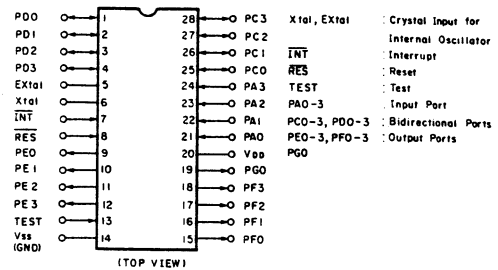 PD0 1 28 PC3 Xtal, EXtal : Crystal Input for
PD1 2 27 PC2 Internal Oscillator
PD2 3 26 PC1 INT : Interrupt
PD3 4 25 PC0 RES : Reset
EXtal 5 24 PA3 TEST : Test
Xtal 6 23 PA2 PA0-3 : Input Port
INT 7 22 PA1 PC0-3, PD0-3 : Bidirectional Ports
RES 8 21 PA0 PE0-3, PF0-3 : Output Ports
PE0 9 20 VDD PG0
PE1 10 19 PG0
PE2 11 18 PF3
PE3 12 17 PF2
TEST 13 16 PF1
Vss 14 15 PF0
(GND)
(TOP VIEW)